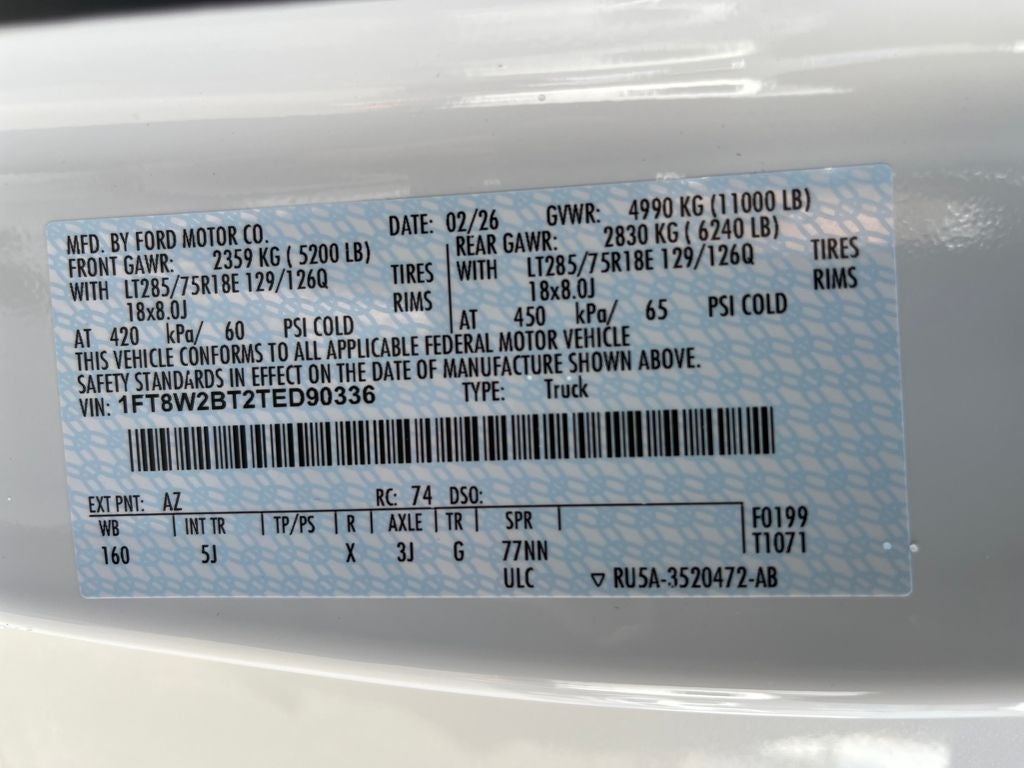 MFD. BY FORD MOTOR CO. DATE: 02/26 GVWR: 4990 KG (11000 LB)
FRONT GAWR: 2359 KG ( 5200 LB) REAR GAWR: 2830 KG ( 6240 LB)
WITH LT285/75R18E 129/126Q TIRES WITH LT285/75R18E 129/126Q TIRES
18x8.0J RIMS 18x8.0J RIMS
AT 420 kPa/ 60 PSI COLD AT 450 kPa/ 65 PSI COLD
THIS VEHICLE CONFORMS TO ALL APPLICABLE FEDERAL MOTOR VEHICLE
SAFETY STANDARDS IN EFFECT ON THE DATE OF MANUFACTURE SHOWN ABOVE.
VIN: 1FT8W2BT2TED90336 TYPE: Truck
EXT PNT: AZ RC: 74 DSO:
WB INT TR TP/PS R AXLE TR SPR F0199
160 5J X 3J G 77NN T1071
ULC ▽ RU5A-3520472-AB